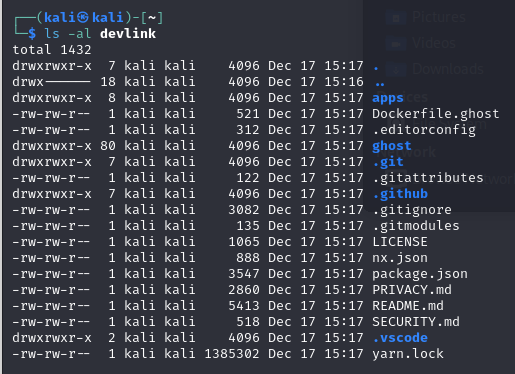 ┌──(kali㉿kali)-[~]
└─$ ls -al devlink
total 1432
drwxrwxr-x  7 kali kali    4096 Dec 17 15:17 .
drwx------ 18 kali kali    4096 Dec 17 15:16 ..
drwxrwxr-x  8 kali kali    4096 Dec 17 15:17 apps
-rw-rw-r--  1 kali kali     521 Dec 17 15:17 Dockerfile.ghost
-rw-rw-r--  1 kali kali     312 Dec 17 15:17 .editorconfig
drwxrwxr-x 80 kali kali    4096 Dec 17 15:17 ghost
drwxrwxr-x  7 kali kali    4096 Dec 17 15:17 .git
-rw-rw-r--  1 kali kali     122 Dec 17 15:17 .gitattributes
drwxrwxr-x  7 kali kali    4096 Dec 17 15:17 .github
-rw-rw-r--  1 kali kali    3082 Dec 17 15:17 .gitignore
-rw-rw-r--  1 kali kali     135 Dec 17 15:17 .gitmodules
-rw-rw-r--  1 kali kali    1065 Dec 17 15:17 LICENSE
-rw-rw-r--  1 kali kali     888 Dec 17 15:17 nx.json
-rw-rw-r--  1 kali kali    3547 Dec 17 15:17 package.json
-rw-rw-r--  1 kali kali    2860 Dec 17 15:17 PRIVACY.md
-rw-rw-r--  1 kali kali    5413 Dec 17 15:17 README.md
-rw-rw-r--  1 kali kali     518 Dec 17 15:17 SECURITY.md
drwxrwxr-x  2 kali kali    4096 Dec 17 15:17 .vscode
-rw-rw-r--  1 kali kali 1385302 Dec 17 15:17 yarn.lock
Pictures
Videos
Downloads